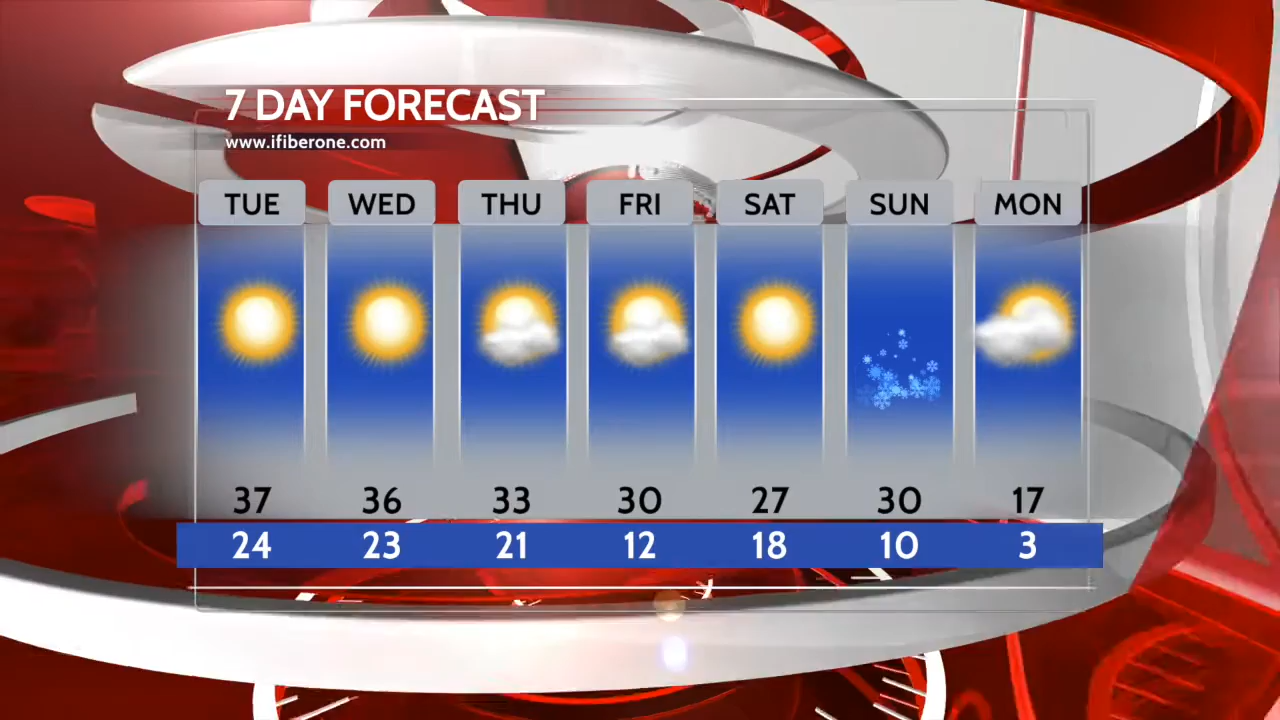 7 DAY FORECAST
www.ifiberone.com
TUE WED THU FRI SAT SUN MON
37 36 33 30 27 30 17
24 23 21 12 18 10 3